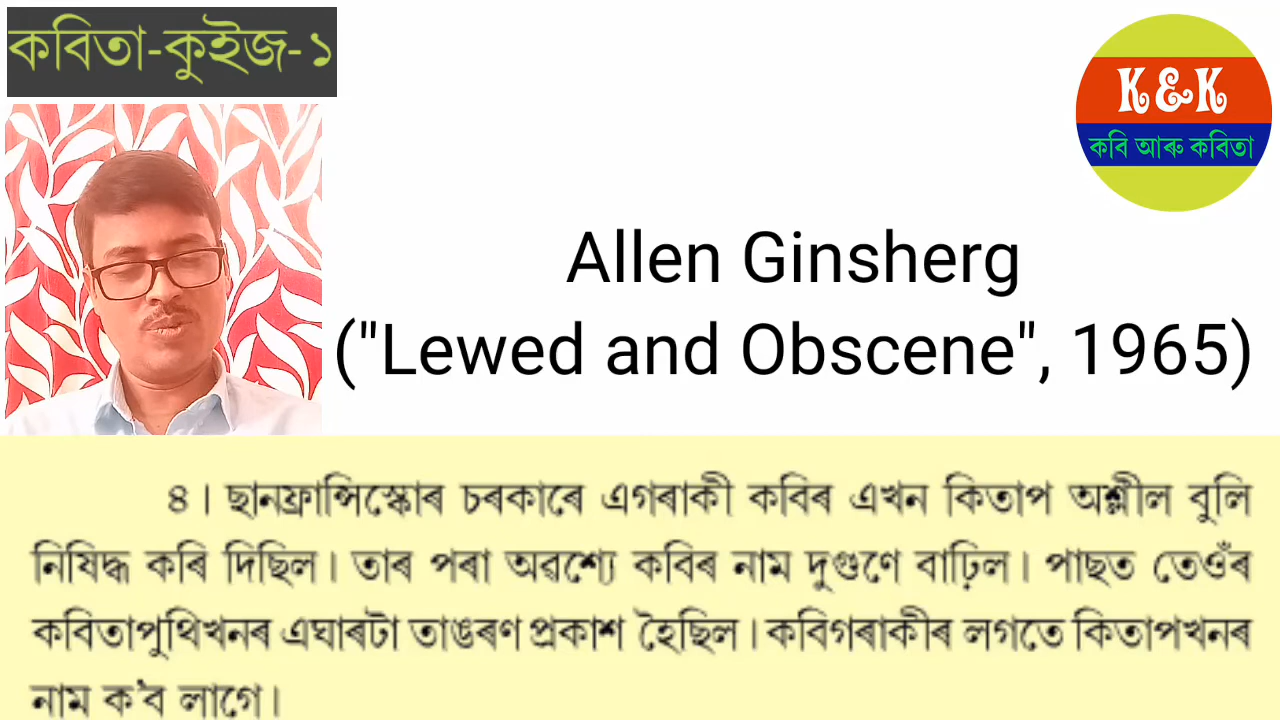 কবিতা-কুইজ-১
K&K
কবি আৰু কবিতা
Allen Ginsherg
("Lewed and Obscene", 1965)
৪। ছানফ্ৰান্সিস্কোৰ চৰকাৰে এগৰাকী কবিৰ এখন কিতাপ অশ্লীল বুলি
নিষিদ্ধ কৰি দিছিল। তাৰ পৰা অৱশ্যে কবিৰ নাম দুগুণে বাঢ়িল। পাছত তেওঁৰ
কবিতাপুথিখনৰ এঘাৰটা তাঙৰণ প্ৰকাশ হৈছিল। কবিগৰাকীৰ লগতে কিতাপখনৰ
নাম ক'ব লাগে।